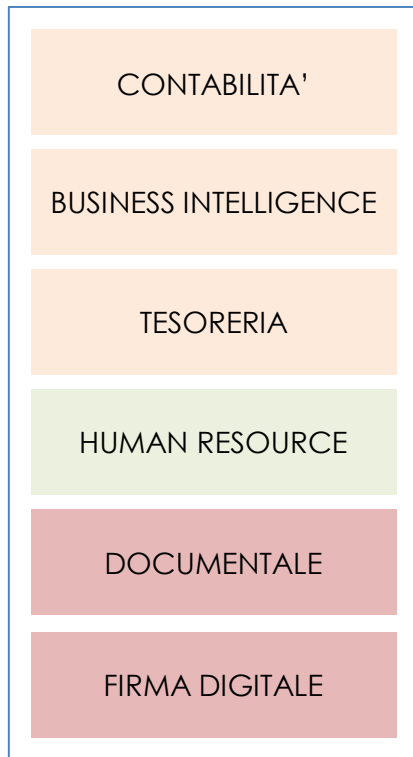 CONTABILITA’
BUSINESS INTELLIGENCE
TESORERIA
HUMAN RESOURCE
DOCUMENTALE
FIRMA DIGITALE